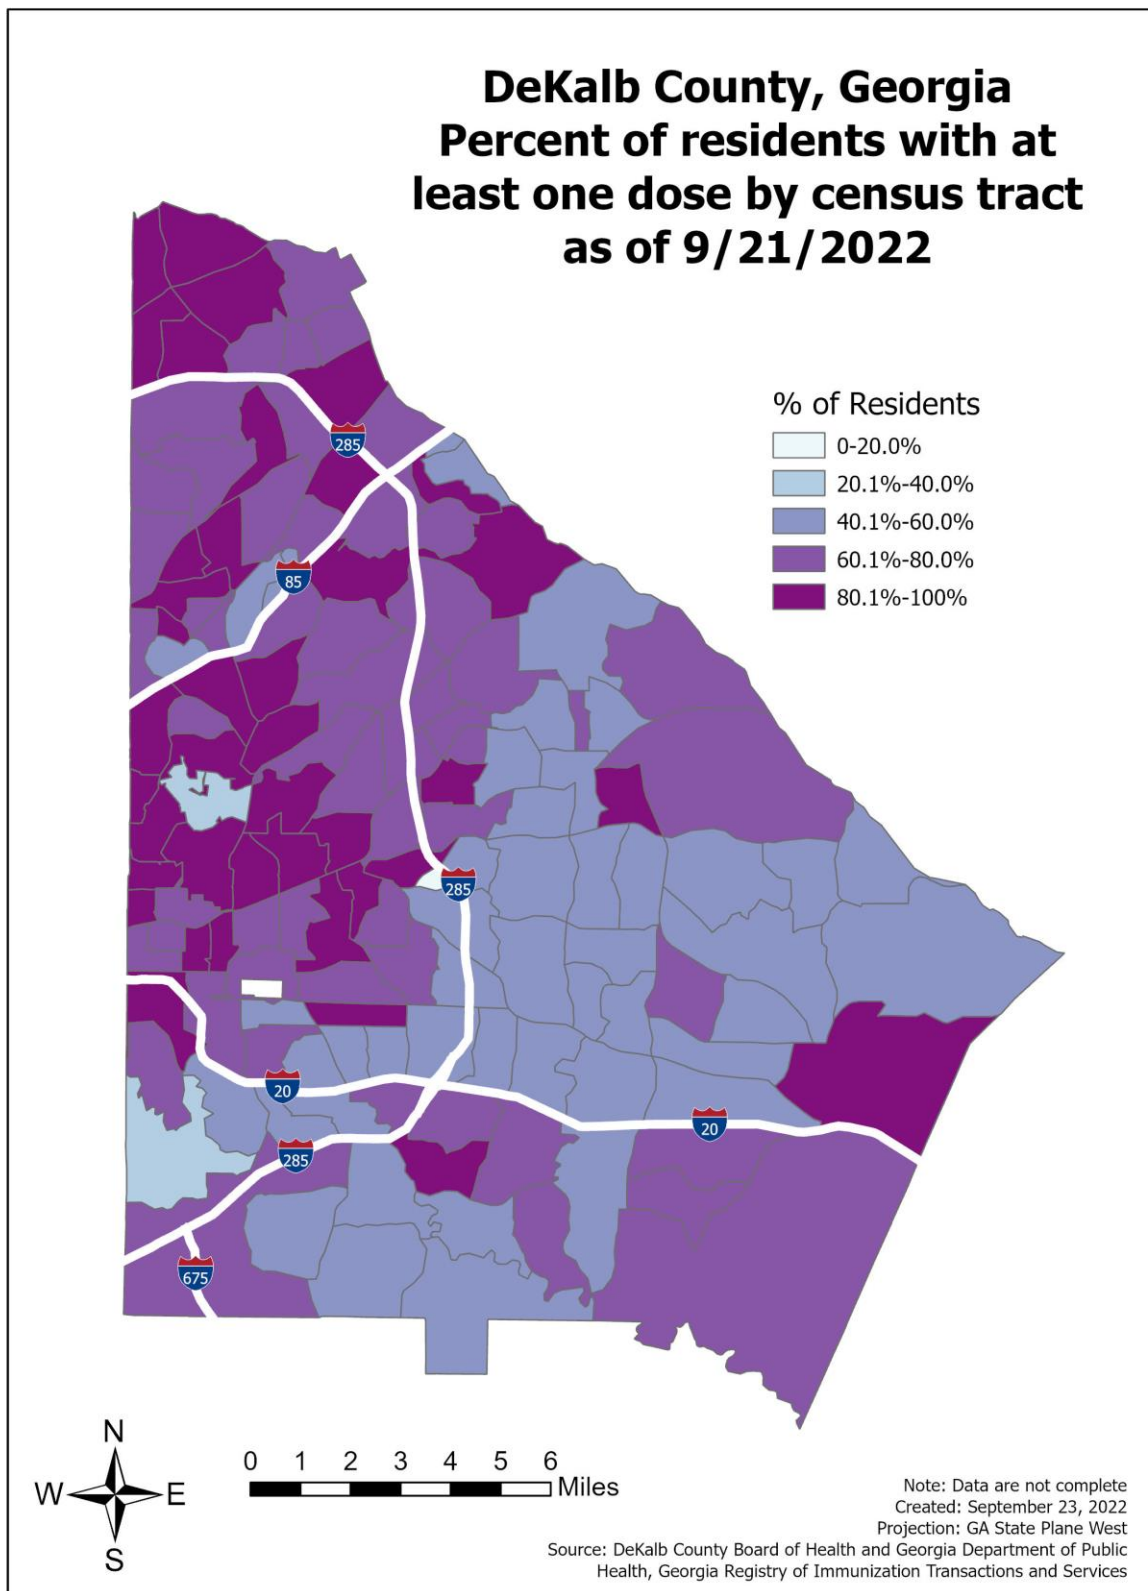 DeKalb County, Georgia
Percent of residents with at
least one dose by census tract
as of 9/21/2022
% of Residents
0-20.0%
20.1%-40.0%
40.1%-60.0%
60.1%-80.0%
80.1%-100%
285
85
285
20
20
285
675
N
W E
S
0 1 2 3 4 5 6
Miles
Note: Data are not complete
Created: September 23, 2022
Projection: GA State Plane West
Source: DeKalb County Board of Health and Georgia Department of Public
Health, Georgia Registry of Immunization Transactions and Services